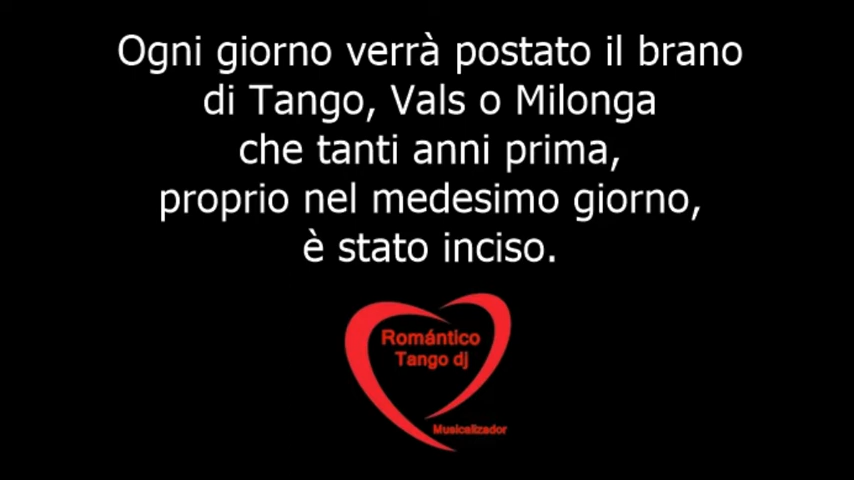 Ogni giorno verrà postato il brano
di Tango, Vals o Milonga
che tanti anni prima,
proprio nel medesimo giorno,
è stato inciso.
Romántico
Tango dj
Musicalizador